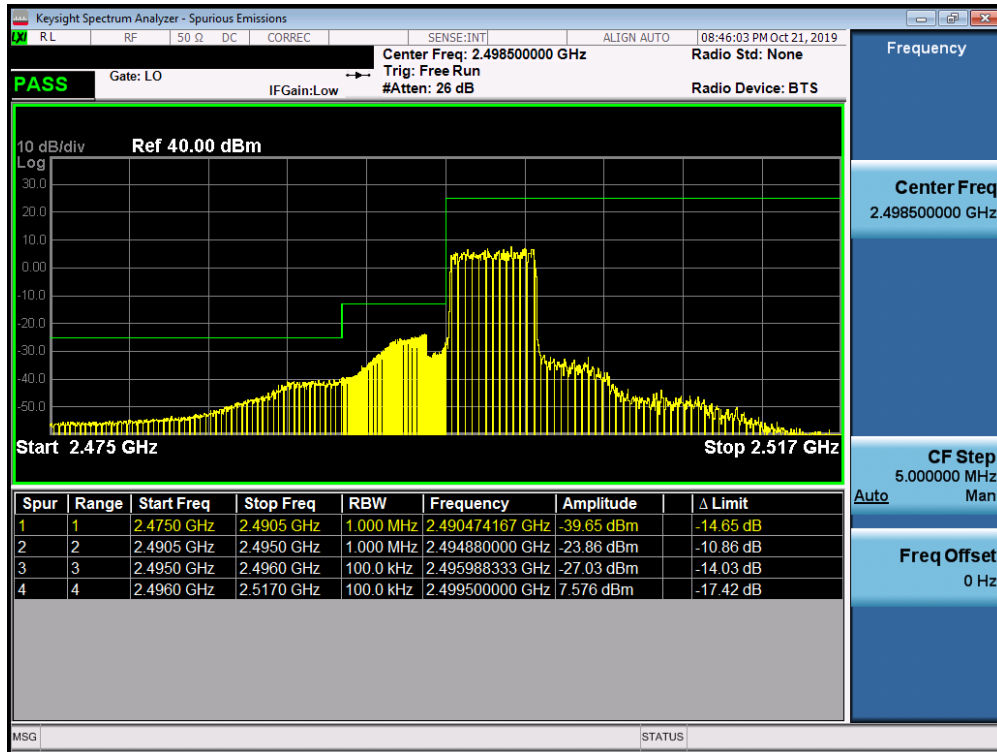 Keysight Spectrum Analyzer - Spurious Emissions
LXI RL RF 50 Ω DC CORREC SENSE:INT ALIGN AUTO 08:46:03 PM Oct 21, 2019
Frequency
Center Freq: 2.498500000 GHz Radio Std: None
PASS Gate: LO Trig: Free Run
IFGain:Low #Atten: 26 dB Radio Device: BTS
10 dB/div Ref 40.00 dBm
Log
30.0
20.0
10.0
0.00
-10.0
-20.0
-30.0
-40.0
-50.0
Start 2.475 GHz Stop 2.517 GHz
Center Freq
2.498500000 GHz
CF Step
5.000000 MHz
Auto Man
Freq Offset
0 Hz
Spur Range Start Freq Stop Freq RBW Frequency Amplitude Δ Limit
1 1 2.4750 GHz 2.4905 GHz 1.000 MHz 2.490474167 GHz -39.65 dBm -14.65 dB
2 2 2.4905 GHz 2.4950 GHz 1.000 MHz 2.494880000 GHz -23.86 dBm -10.86 dB
3 3 2.4950 GHz 2.4960 GHz 100.0 kHz 2.495988333 GHz -27.03 dBm -14.03 dB
4 4 2.4960 GHz 2.5170 GHz 100.0 kHz 2.499500000 GHz 7.576 dBm -17.42 dB
MSG STATUS